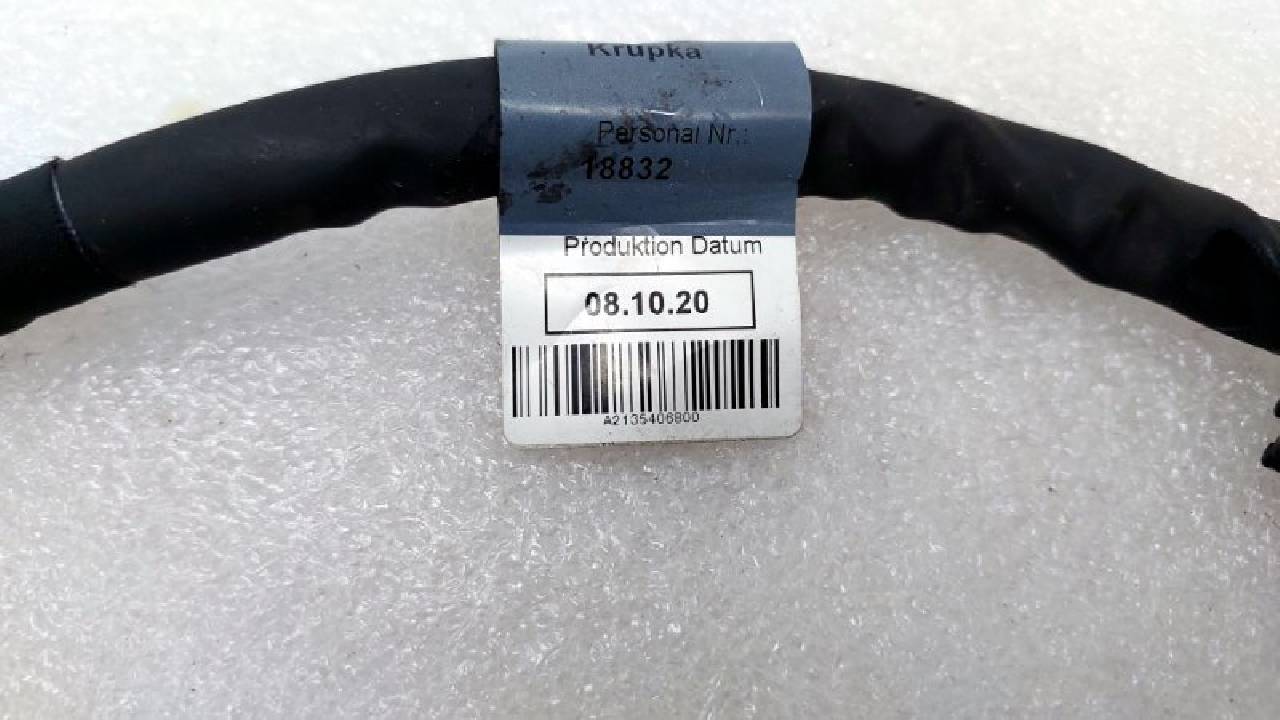 Krupka
Personal Nr.:
18832
Produktion Datum
08.10.20
A2135406800